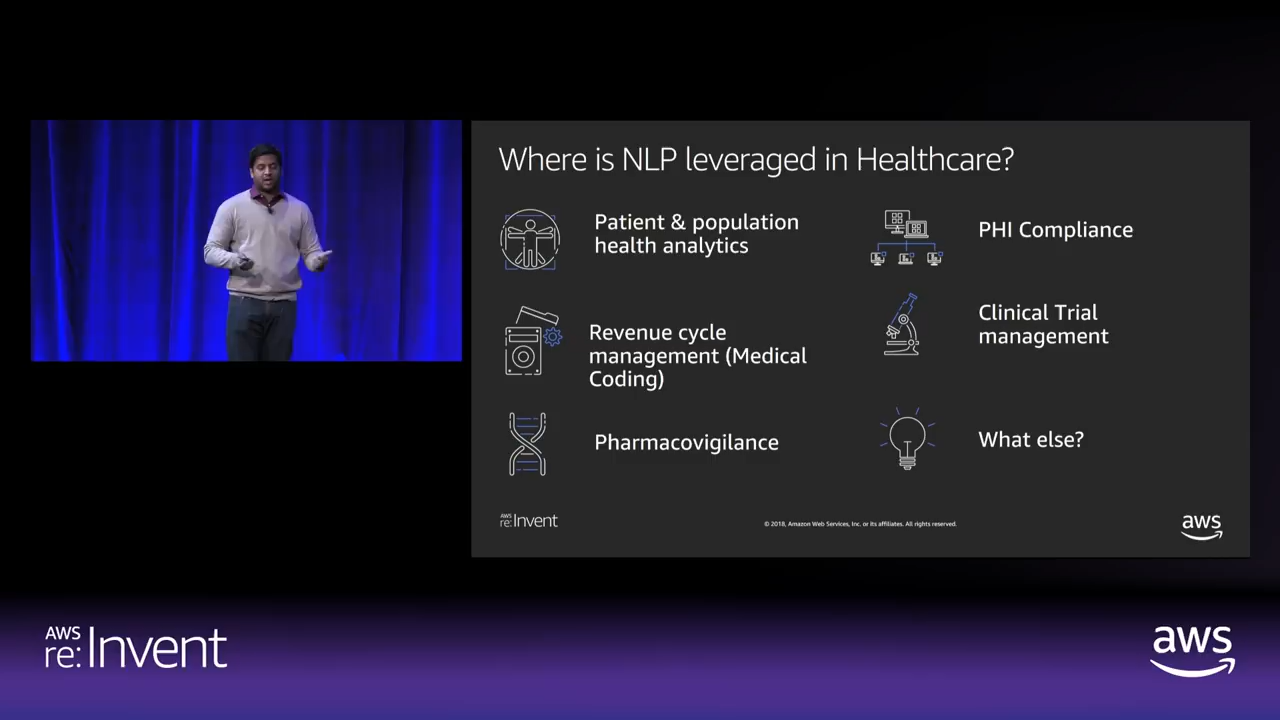 Where is NLP leveraged in Healthcare?
Patient & population
health analytics
Revenue cycle
management (Medical
Coding)
Pharmacovigilance
PHI Compliance
Clinical Trial
management
What else?
AWS
re:Invent
© 2018, Amazon Web Services, Inc. or its affiliates. All rights reserved.
aws
AWS
re:Invent
aws